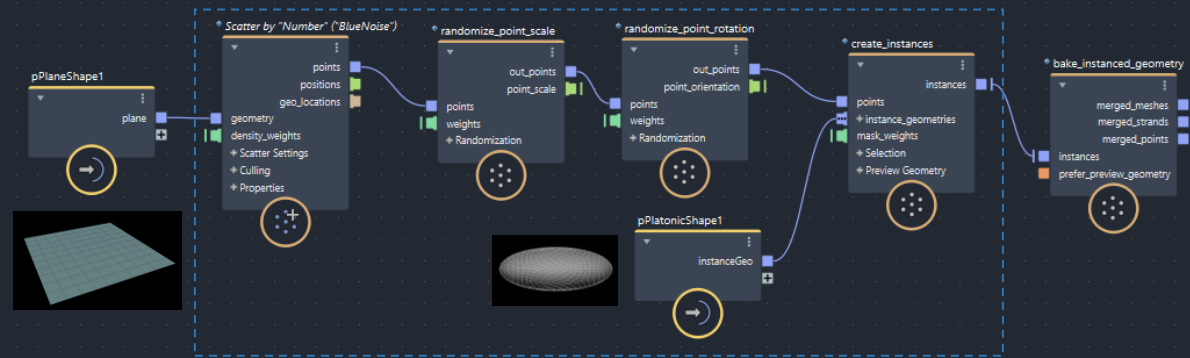 pPlaneShape1
plane
Scatter by "Number" ("BlueNoise")
points
positions
geo_locations
geometry
density_weights
Scatter Settings
Culling
Properties
randomize_point_scale
out_points
point_scale
points
weights
Randomization
randomize_point_rotation
out_points
point_orientation
points
weights
Randomization
pPlatonicShape1
instanceGeo
create_instances
instances
points
instance_geometries
mask_weights
Selection
Preview Geometry
bake_instanced_geometry
merged_meshes
merged_strands
merged_points
instances
prefer_preview_geometry